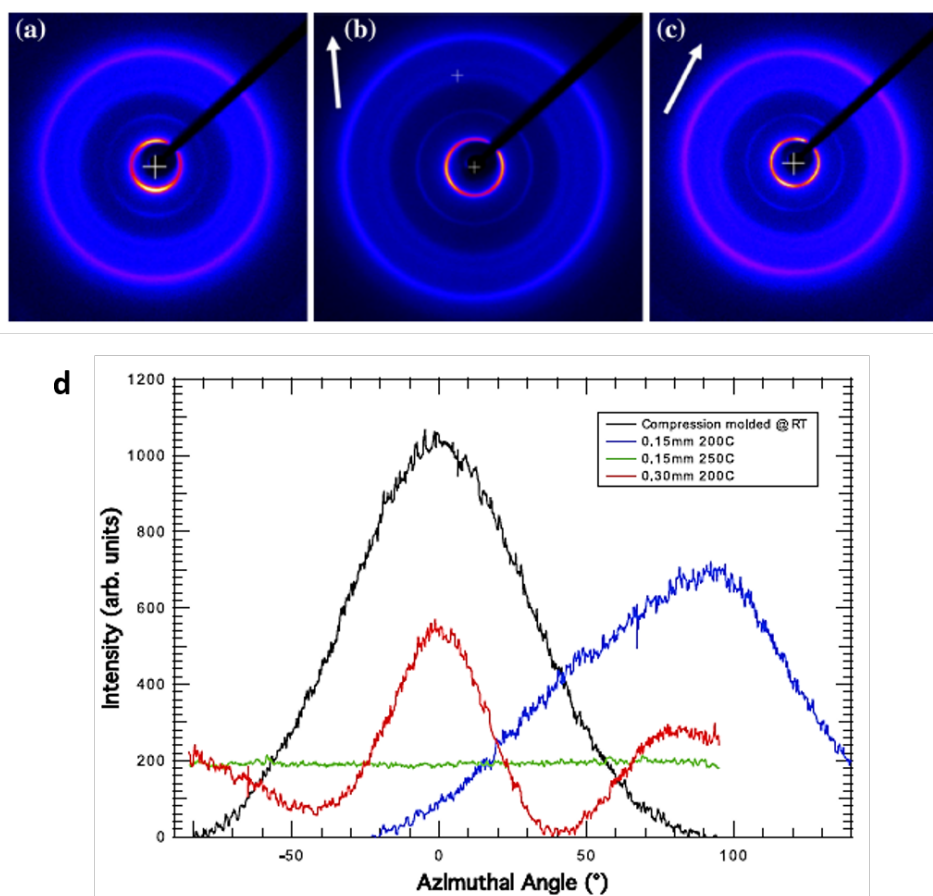 (a) (b) (c)
d
1200
1000
800
600
400
200
0
Intensity (arb. units)
Compression molded @RT
0.15mm 200C
0.15mm 250C
0.30mm 200C
-50 0 50 100
Azimuthal Angle (°)